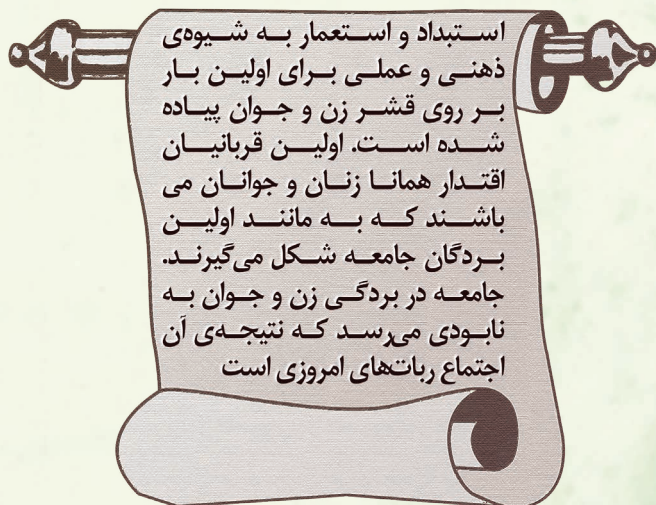 استبداد و استعمار به شیوه‌ی
ذهنی و عملی برای اولین بار
بر روی قشر زن و جوان پیاده
شده است. اولین قربانیان
اقتدار همانا زنان و جوانان می
باشند که به مانند اولین
بردگان جامعه شکل می‌گیرند.
جامعه در بردگی زن و جوان به
نابودی می‌رسد که نتیجه‌ی آن
اجتماع ربات‌های امروزی است